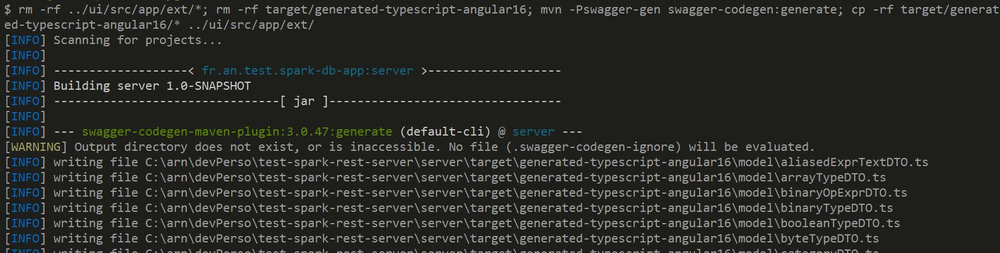 $ rm -rf ../ui/src/app/ext/*; rm -rf target/generated-typescript-angular16; mvn -Pswagger-gen swagger-codegen:generate; cp -rf target/generat
ed-typescript-angular16/* ../ui/src/app/ext/
[INFO] Scanning for projects...
[INFO]
[INFO] -------------------< fr.an.test.spark-db-app:server >-------------------
[INFO] Building server 1.0-SNAPSHOT
[INFO] --------------------------------[ jar ]---------------------------------
[INFO]
[INFO] --- swagger-codegen-maven-plugin:3.0.47:generate (default-cli) @ server ---
[WARNING] Output directory does not exist, or is inaccessible. No file (.swagger-codegen-ignore) will be evaluated.
[INFO] writing file C:\arn\devPerso\test-spark-rest-server\server\target\generated-typescript-angular16\model\aliasedExprTextDTO.ts
[INFO] writing file C:\arn\devPerso\test-spark-rest-server\server\target\generated-typescript-angular16\model\arrayTypeDTO.ts
[INFO] writing file C:\arn\devPerso\test-spark-rest-server\server\target\generated-typescript-angular16\model\binaryOpExprDTO.ts
[INFO] writing file C:\arn\devPerso\test-spark-rest-server\server\target\generated-typescript-angular16\model\binaryTypeDTO.ts
[INFO] writing file C:\arn\devPerso\test-spark-rest-server\server\target\generated-typescript-angular16\model\booleanTypeDTO.ts
[INFO] writing file C:\arn\devPerso\test-spark-rest-server\server\target\generated-typescript-angular16\model\byteTypeDTO.ts
[INFO] writing file C:\arn\devPerso\test-spark-rest-server\server\target\generated-typescript-angular16\model\categoryDTO.ts